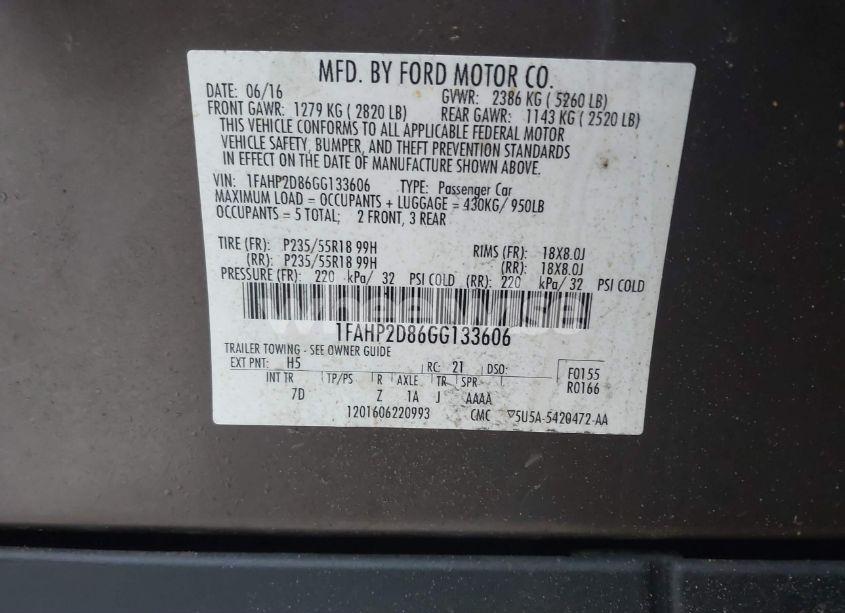 MFD. BY FORD MOTOR CO.
DATE: 06/16 GVWR: 2386 KG ( 5260 LB)
FRONT GAWR: 1279 KG ( 2820 LB) REAR GAWR: 1143 KG ( 2520 LB)
THIS VEHICLE CONFORMS TO ALL APPLICABLE FEDERAL MOTOR
VEHICLE SAFETY, BUMPER, AND THEFT PREVENTION STANDARDS
IN EFFECT ON THE DATE OF MANUFACTURE SHOWN ABOVE.
VIN: 1FAHP2D86GG133606 TYPE: Passenger Car
MAXIMUM LOAD = OCCUPANTS + LUGGAGE = 430KG/ 950LB
OCCUPANTS = 5 TOTAL; 2 FRONT, 3 REAR
TIRE (FR): P235/55R18 99H RIMS (FR): 18X8.0J
(RR): P235/55R18 99H (RR): 18X8.0J
PRESSURE (FR): 220 kPa/ 32 PSI COLD (RR): 220 kPa/ 32 PSI COLD
1FAHP2D86GG133606
TRAILER TOWING - SEE OWNER GUIDE
EXT PNT: H5 RC: 21 DSO: F0155
R0166
INT TR TP/PS R AXLE TR SPR
7D Z 1A J AAAA
1201606220993 CMC ▽5U5A-5420472-AA